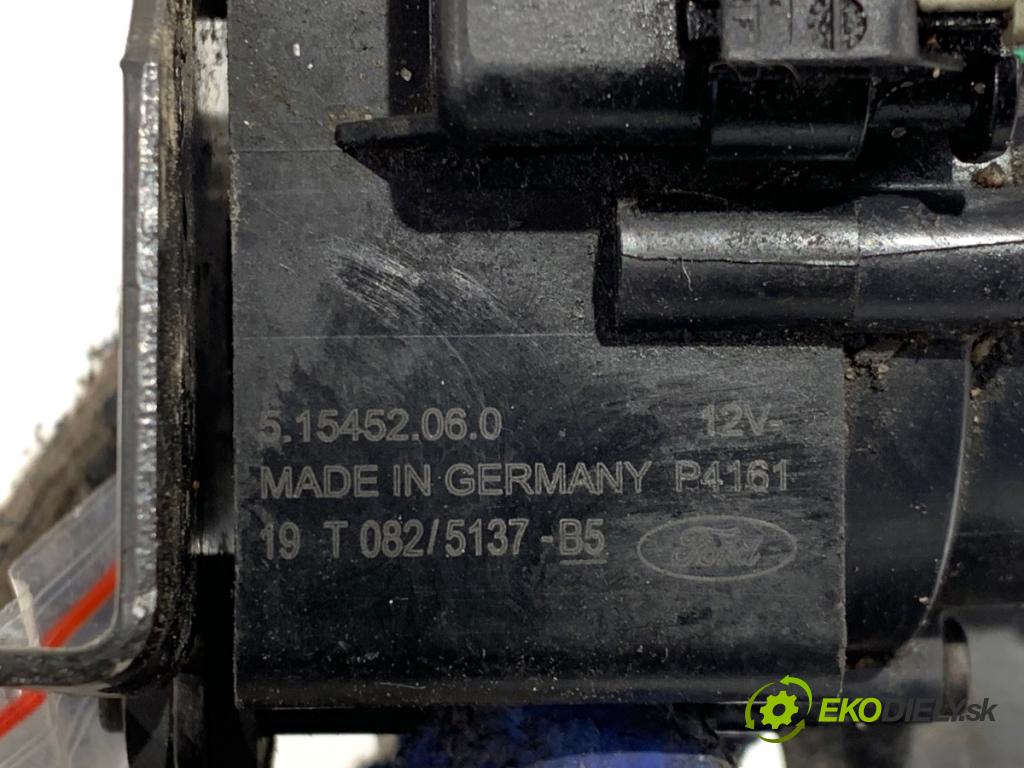 5.15452.06.0 12V-
MADE IN GERMANY P4161
19 T 082/5137-B5 Ford
EKODIELY.sk